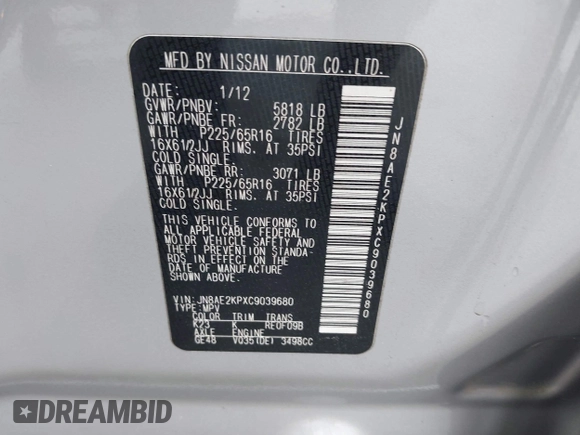 MFD BY NISSAN MOTOR CO.,LTD.
DATE: 1/12
GVWR/PNBV: 5818 LB
GAWR/PNBE FR: 2782 LB
WITH P225/65R16 TIRES
16X61/2JJ RIMS. AT 35PSI
COLD SINGLE.
GAWR/PNBE RR: 3071 LB
WITH P225/65R16 TIRES
16X61/2JJ RIMS. AT 35PSI
COLD SINGLE.
THIS VEHICLE CONFORMS TO
ALL APPLICABLE FEDERAL
MOTOR VEHICLE SAFETY AND
THEFT PREVENTION STANDA-
RDS IN EFFECT ON THE
DATE OF MANUFACTURE
SHOWN ABOVE.
VIN: JN8AE2KPXC9039680
TYPE: MPV
COLOR TRIM TRANS
K23 K RE0F09B
AXLE ENGINE
GE48 VQ35(DE) 3498CC
JN8AE2KPXC9039680
DREAMBID